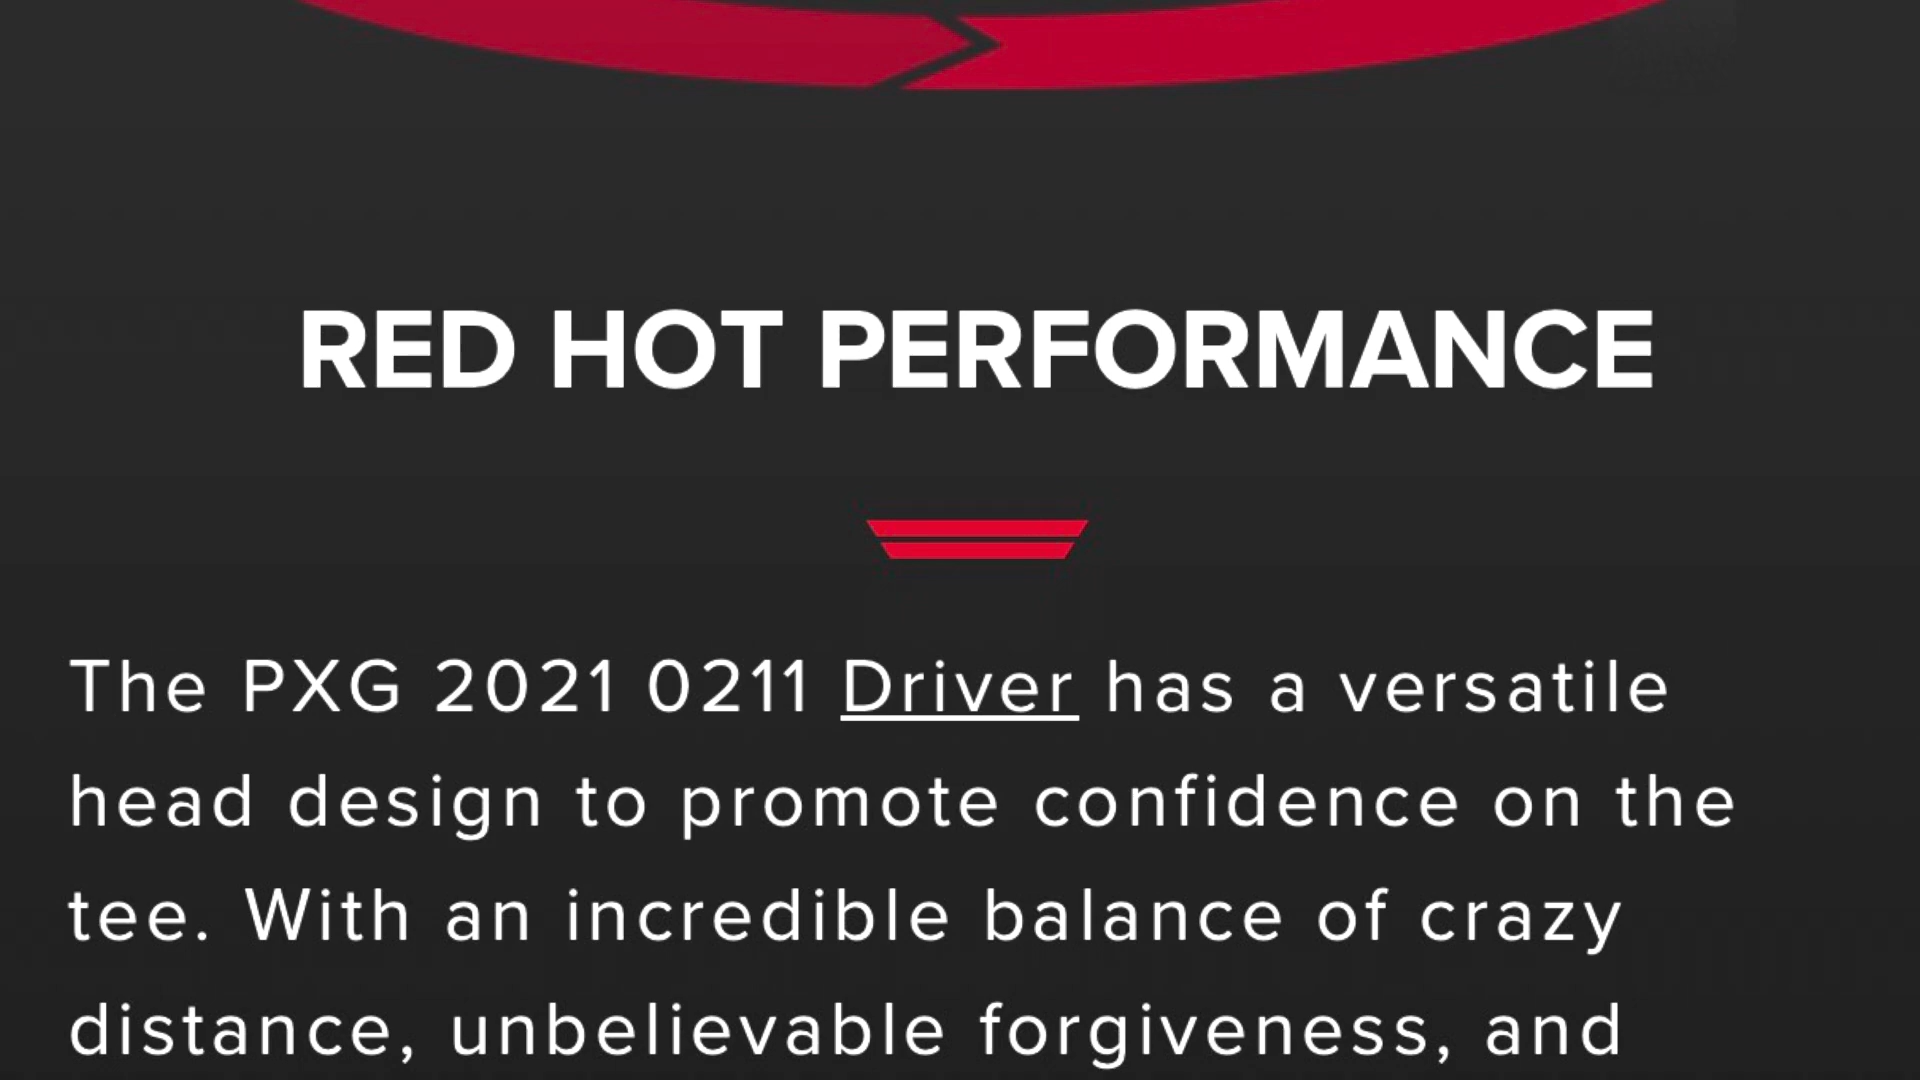 RED HOT PERFORMANCE
The PXG 2021 0211 Driver has a versatile
head design to promote confidence on the
tee. With an incredible balance of crazy
distance, unbelievable forgiveness, and